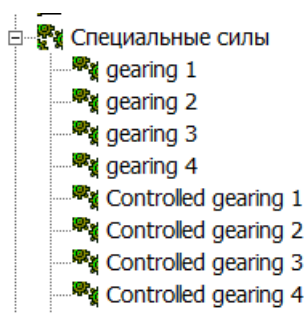 Специальные силы
gearing 1
gearing 2
gearing 3
gearing 4
Controlled gearing 1
Controlled gearing 2
Controlled gearing 3
Controlled gearing 4